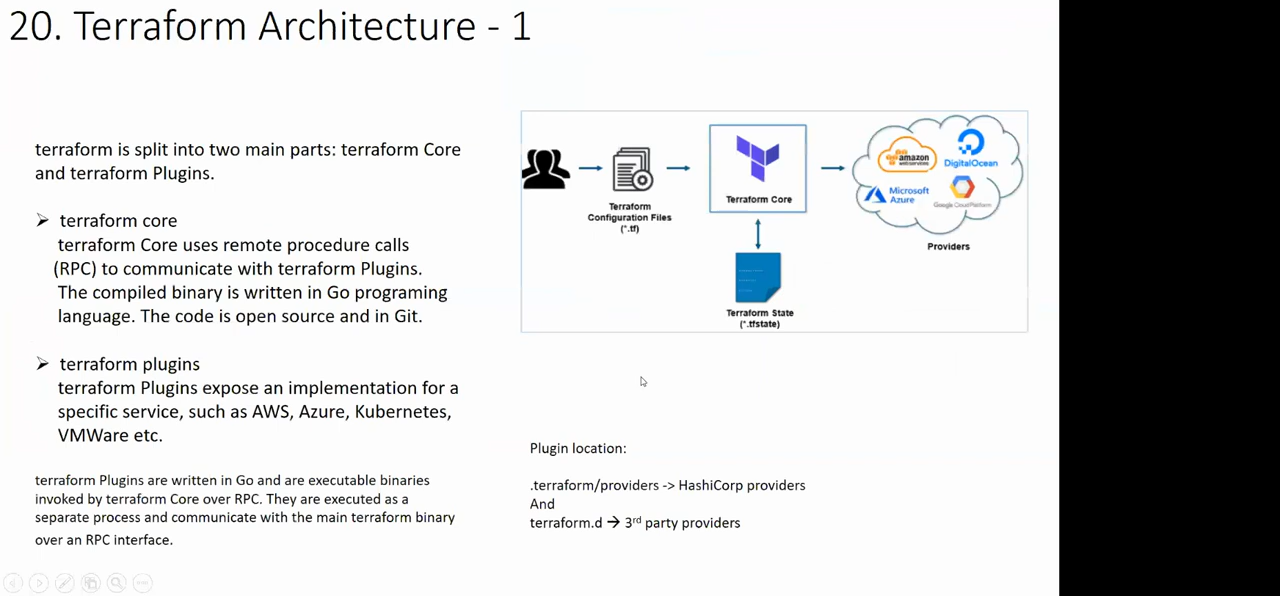 20. Terraform Architecture - 1
terraform is split into two main parts: terraform Core
and terraform Plugins.
➢ terraform core
terraform Core uses remote procedure calls
(RPC) to communicate with terraform Plugins.
The compiled binary is written in Go programing
language. The code is open source and in Git.
➢ terraform plugins
terraform Plugins expose an implementation for a
specific service, such as AWS, Azure, Kubernetes,
VMWare etc.
terraform Plugins are written in Go and are executable binaries
invoked by terraform Core over RPC. They are executed as a
separate process and communicate with the main terraform binary
over an RPC interface.
Terraform
Configuration Files
(*.tf)
Terraform Core
Terraform State
(*.tfstate)
amazon
webservices
DigitalOcean
Microsoft
Azure
Google Cloud Platform
Providers
Plugin location:
.terraform/providers -> HashiCorp providers
And
terraform.d → 3rd party providers